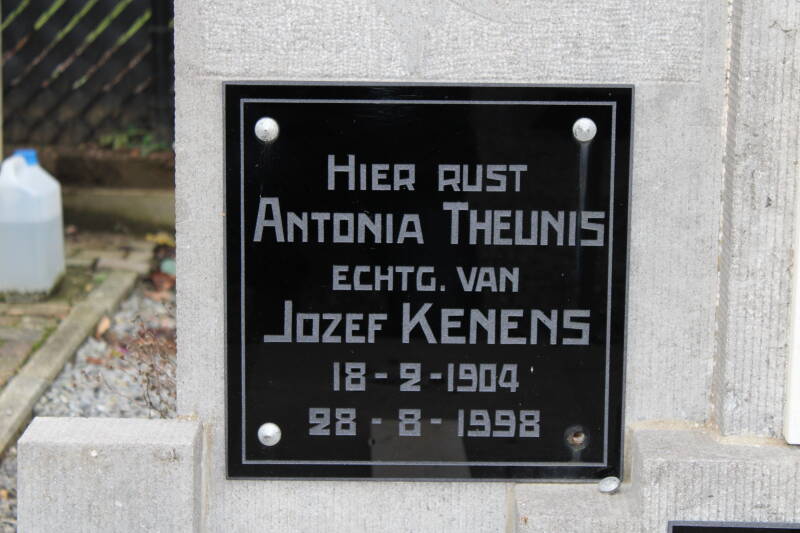 HIER RUST
ANTONIA THEUNIS
ECHTG. VAN
JOZEF KENENS
18-2-1904
28-8-1998